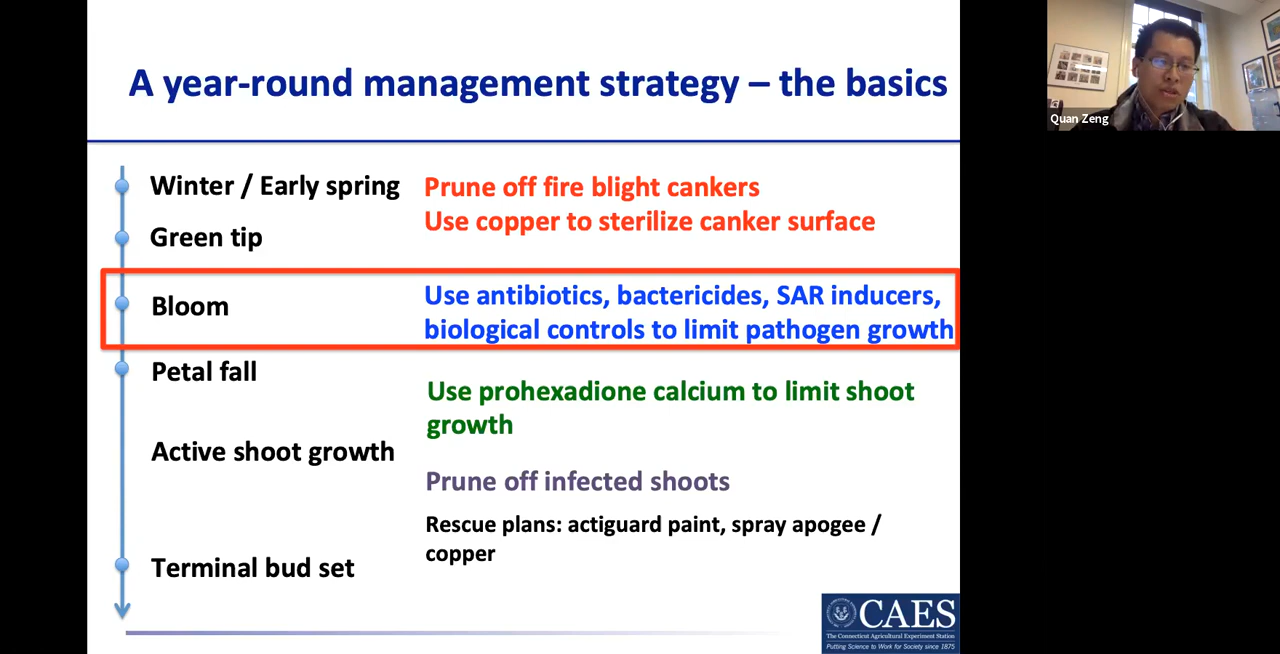 A year-round management strategy – the basics
Quan Zeng
Winter / Early spring
Prune off fire blight cankers
Use copper to sterilize canker surface
Green tip
Bloom
Use antibiotics, bactericides, SAR inducers,
biological controls to limit pathogen growth
Petal fall
Use prohexadione calcium to limit shoot
growth
Active shoot growth
Prune off infected shoots
Rescue plans: actiguard paint, spray apogee /
copper
Terminal bud set
CAES
The Connecticut Agricultural Experiment Station
Putting Science to Work for Society since 1875